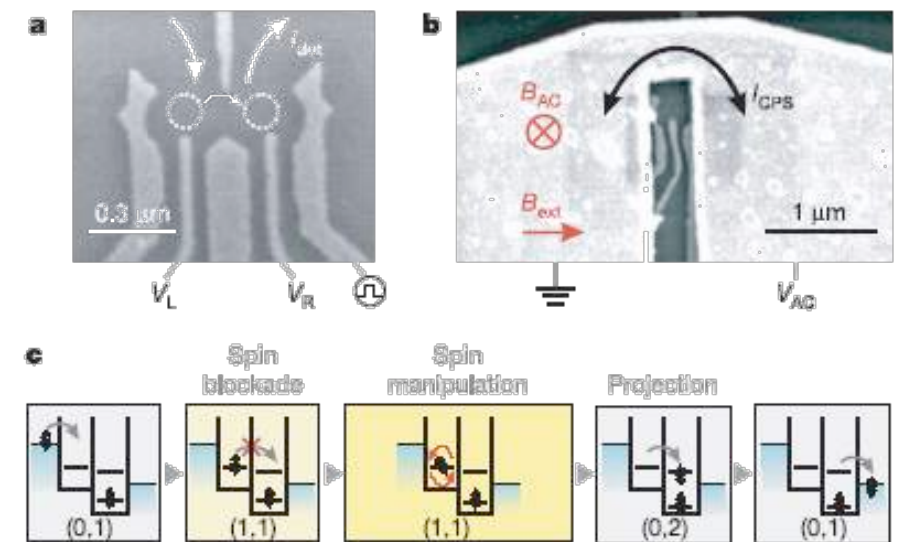 a
I_dot
0.3 μm
V_L
V_R
b
B_AC
I_CPS
B_ext
1 μm
V_AC
c
Spin
blockade
Spin
manipulation
Projection
(0,1)
(1,1)
(1,1)
(0,2)
(0,1)